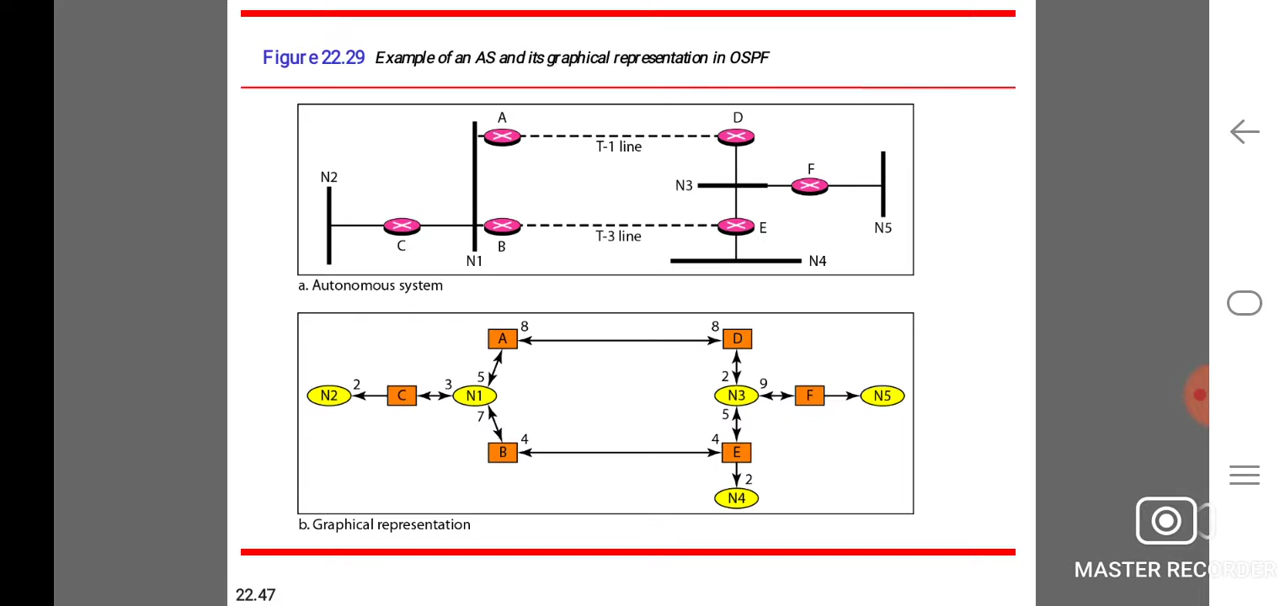 Figure 22.29 Example of an AS and its graphical representation in OSPF
A D
T-1 line
N2 N3 F
T-3 line E
C B N5
N1 N4
a. Autonomous system
A 8 8 D
5 2
N2 2 C 3 N1 N3 9 F N5
7 5
B 4 4 E
2
N4
b. Graphical representation
22.47
MASTER RECORDER